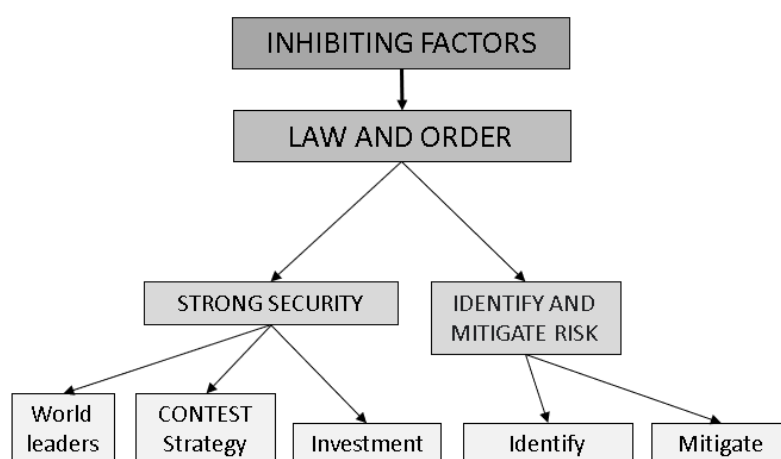 INHIBITING FACTORS
LAW AND ORDER
STRONG SECURITY
IDENTIFY AND
MITIGATE RISK
World
leaders
CONTEST
Strategy
Investment
Identify
Mitigate